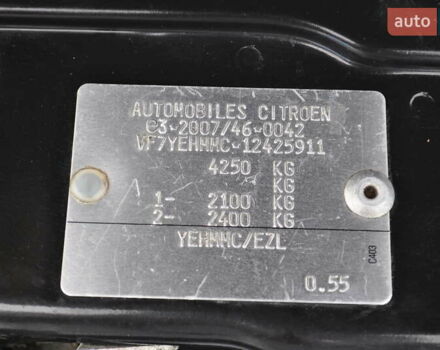 auto
AUTOMOBILES CITROEN
e3-2007/46-0042
VF7YEHMMC-12425911
4250 KG
KG
1- 2100 KG
2- 2400 KG
YEHMMC/EZL
C403
0.55